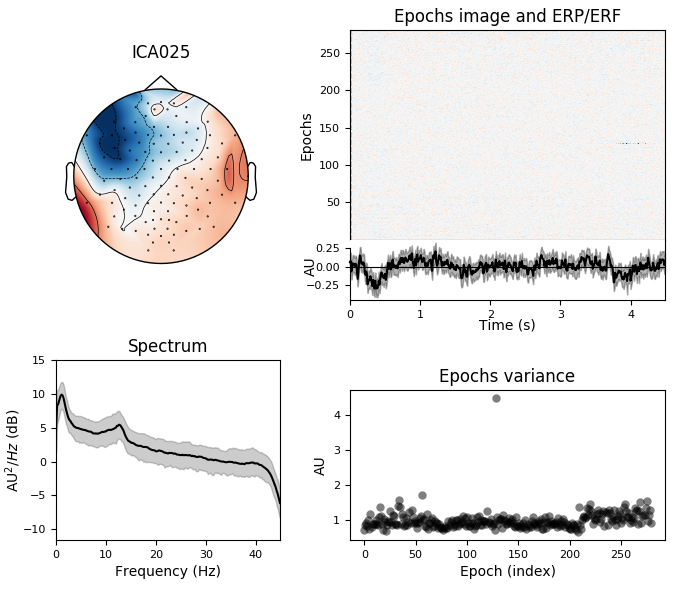 ICA025
Epochs image and ERP/ERF
Epochs
250
200
150
100
50
AU
0.25
0.00
−0.25
0 1 2 3 4
Time (s)
Spectrum
AU²/Hz (dB)
15
10
5
0
−5
−10
0 10 20 30 40
Frequency (Hz)
Epochs variance
AU
4
3
2
1
0 50 100 150 200 250
Epoch (index)